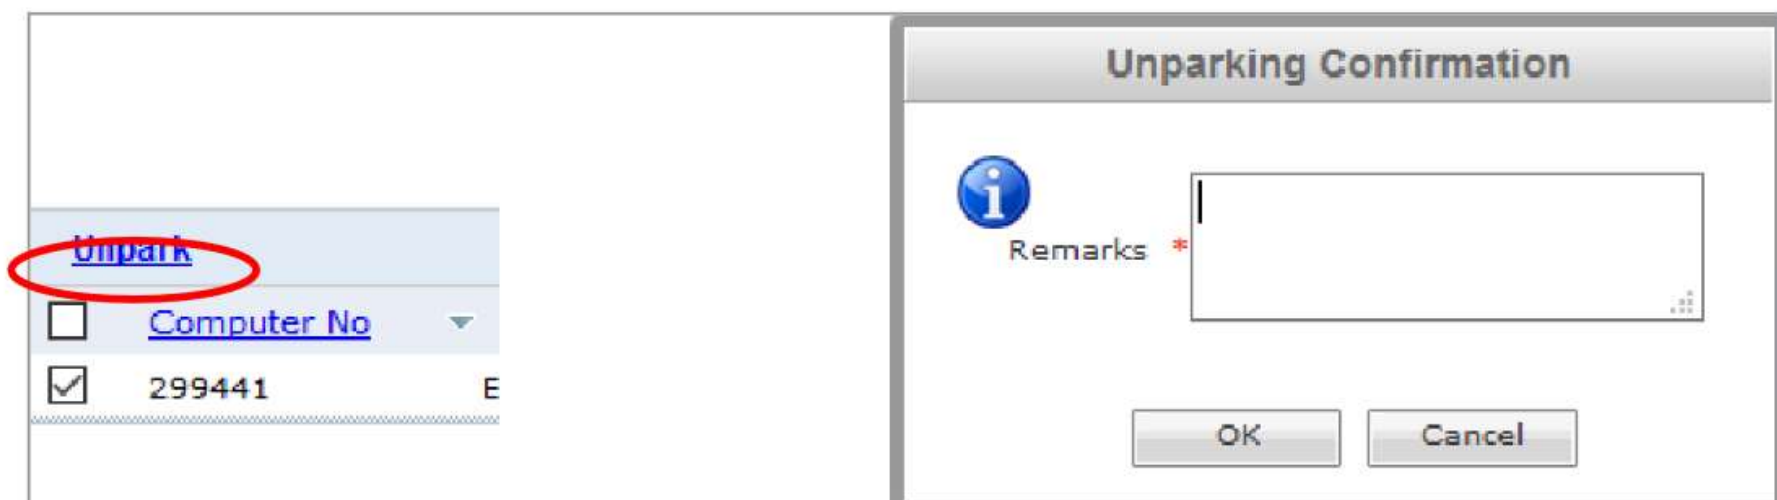 Unpark
Computer No
299441 E
Unparking Confirmation
Remarks *
OK Cancel